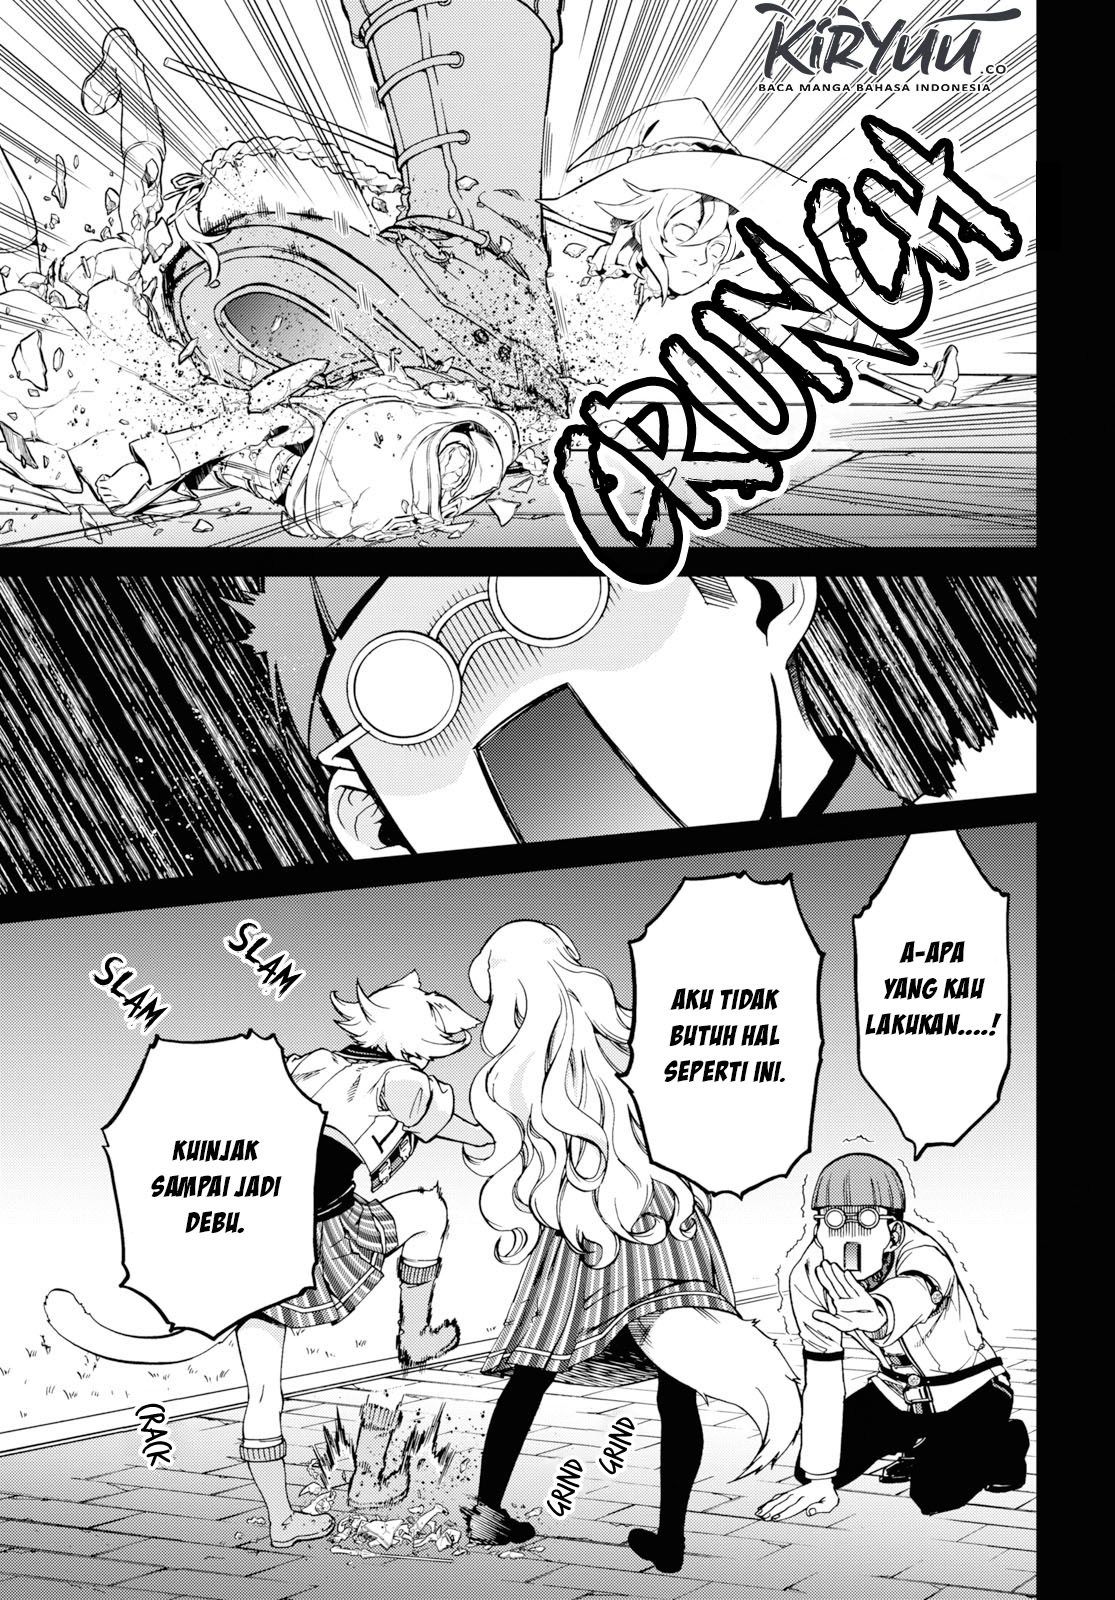 KiRYUU.CO
BACA MANGA BAHASA INDONESIA
CRUNCH
A-APA
YANG KAU
LAKUKAN....!
AKU TIDAK
BUTUH HAL
SEPERTI INI.
SLAM
SLAM
KUINJAK
SAMPAI JADI
DEBU.
CRACK
GRIND
GRIND